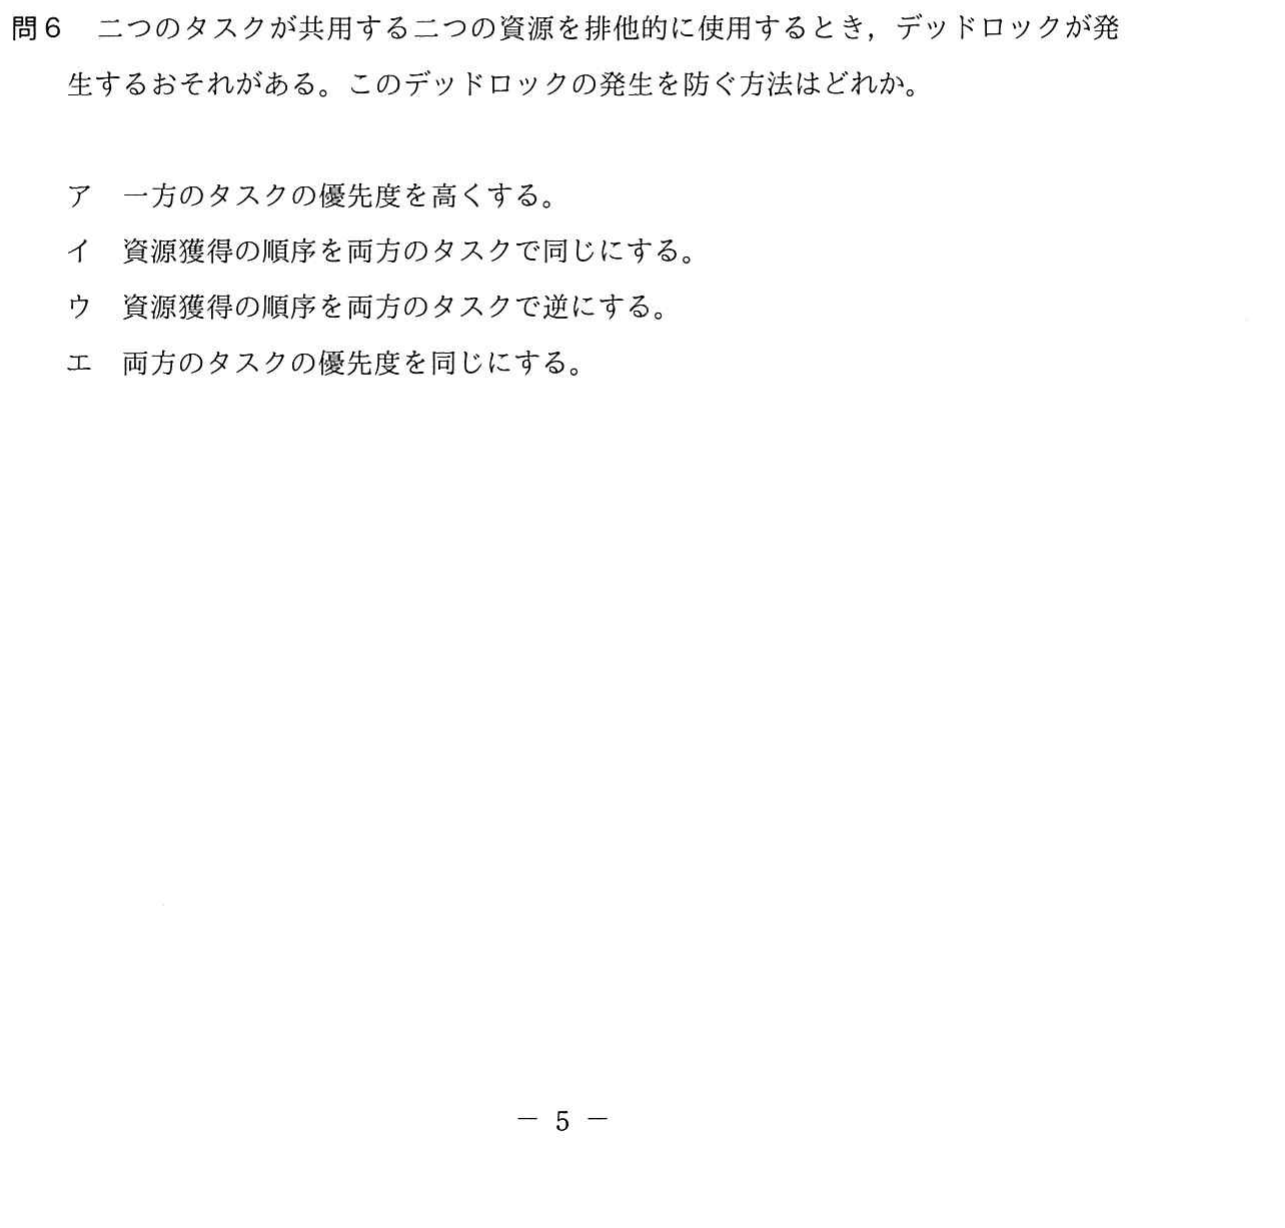 問6　二つのタスクが共用する二つの資源を排他的に使用するとき，デッドロックが発
生するおそれがある。このデッドロックの発生を防ぐ方法はどれか。
ア　一方のタスクの優先度を高くする。
イ　資源獲得の順序を両方のタスクで同じにする。
ウ　資源獲得の順序を両方のタスクで逆にする。
エ　両方のタスクの優先度を同じにする。
－ 5 －